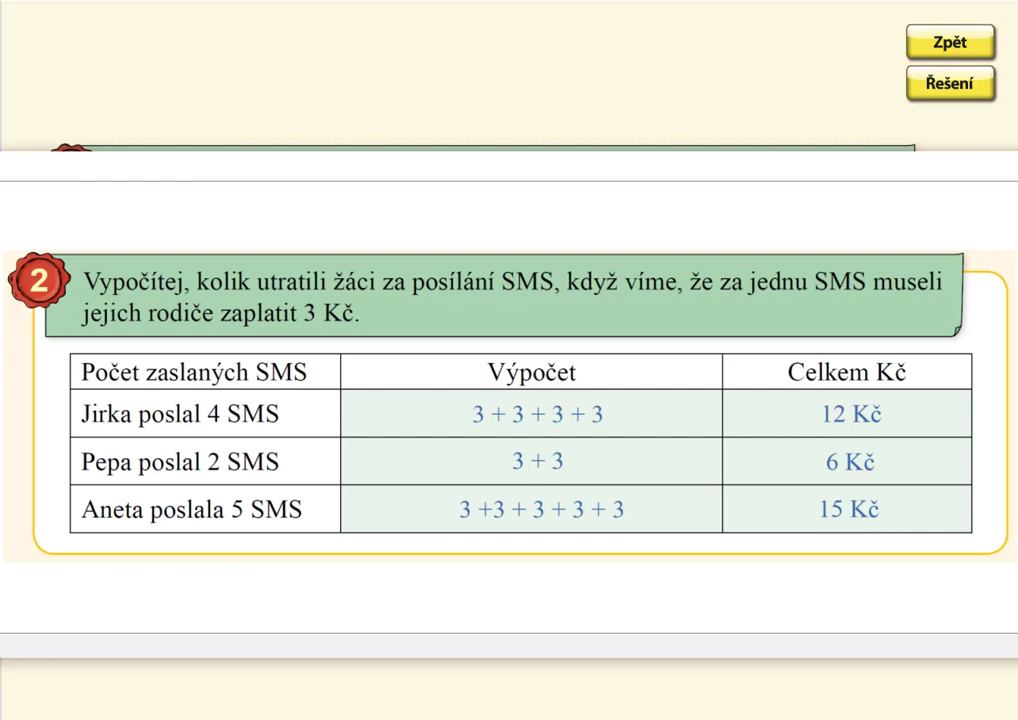 Zpět
Řešení
2
Vypočítej, kolik utratili žáci za posílání SMS, když víme, že za jednu SMS museli
jejich rodiče zaplatit 3 Kč.
Počet zaslaných SMS Výpočet Celkem Kč
Jirka poslal 4 SMS 3 + 3 + 3 + 3 12 Kč
Pepa poslal 2 SMS 3 + 3 6 Kč
Aneta poslala 5 SMS 3 +3 + 3 + 3 + 3 15 Kč